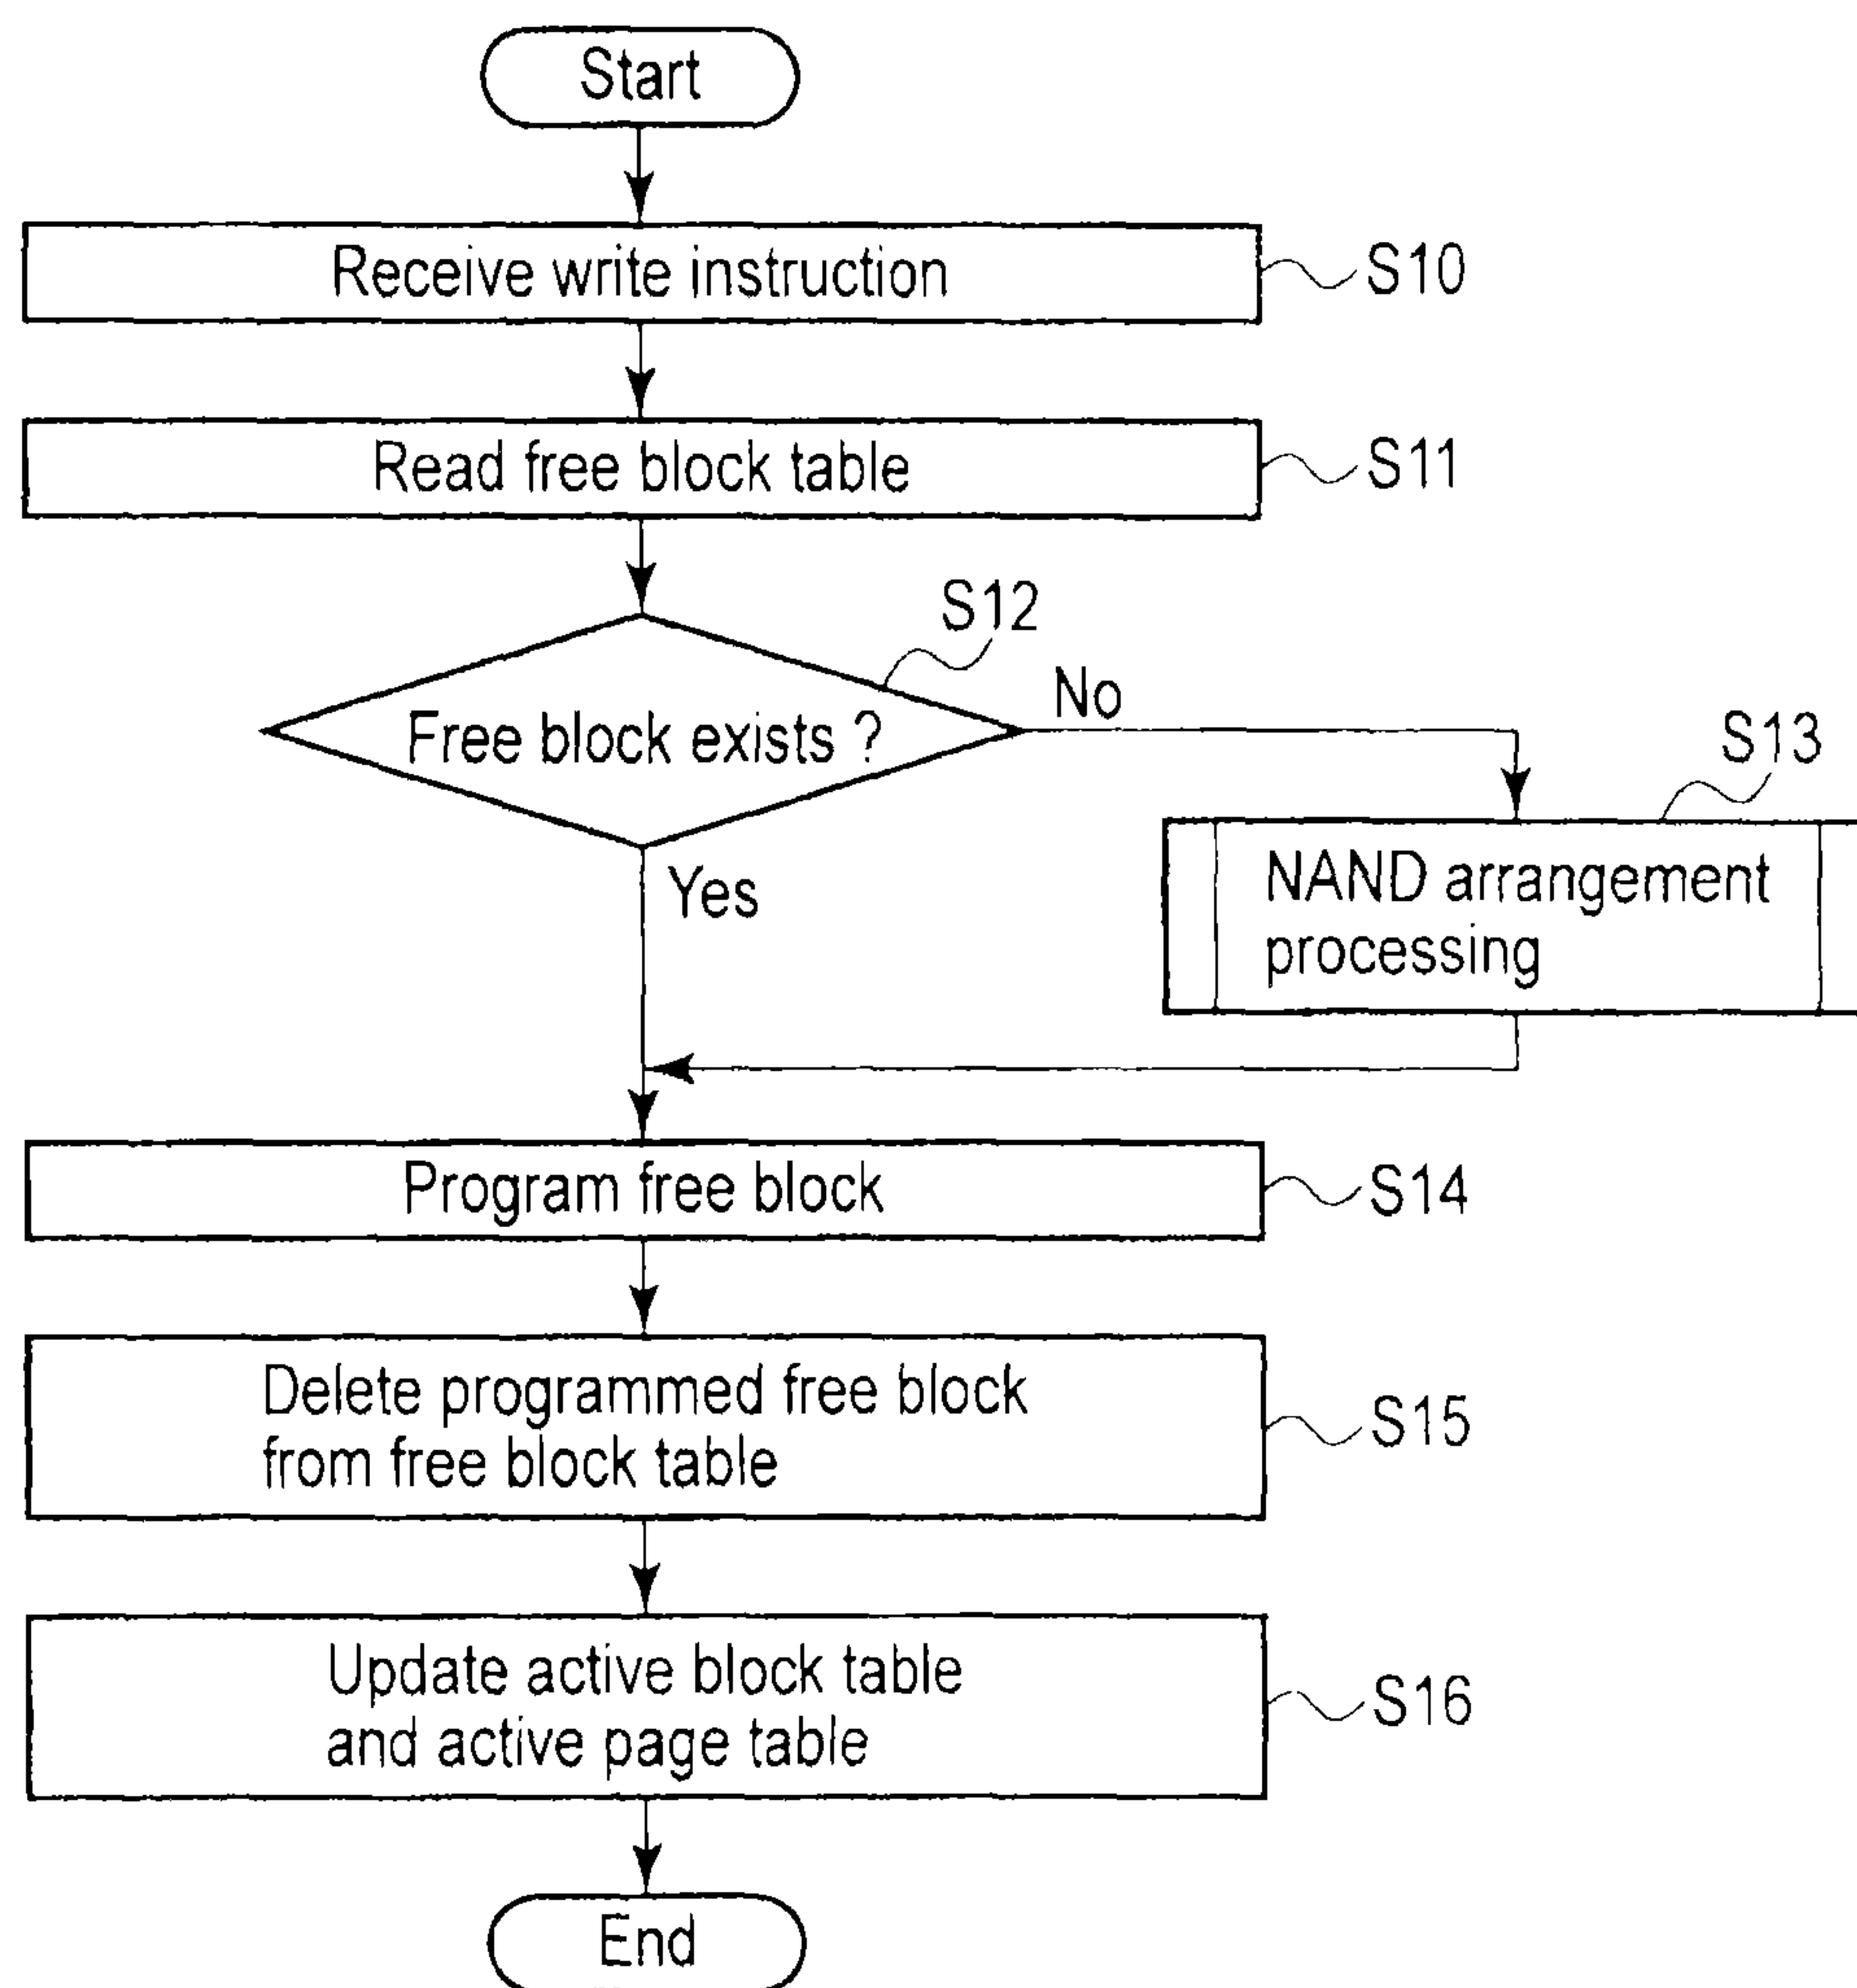 Start
Receive write instruction
S10
Read free block table
S11
S12
Free block exists ?
No
S13
NAND arrangement
processing
Yes
Program free block
S14
Delete programmed free block
from free block table
S15
Update active block table
and active page table
S16
End